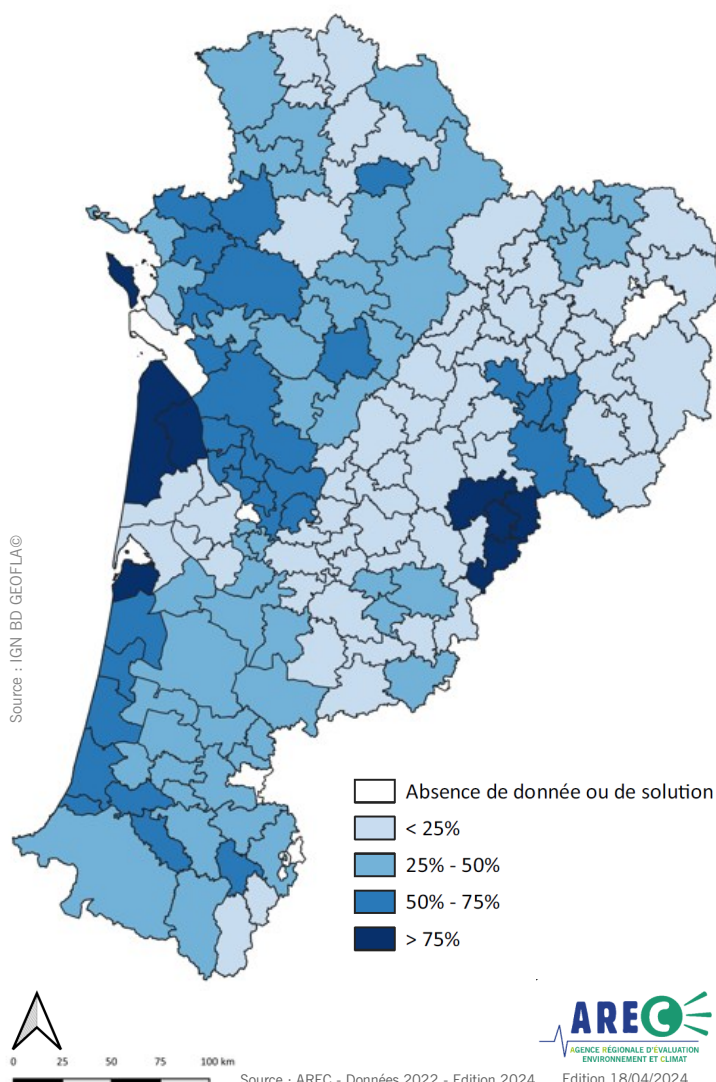 Source : IGN BD GEOFLA©
Absence de donnée ou de solution
< 25%
25% - 50%
50% - 75%
> 75%
AREC
AGENCE RÉGIONALE D'ÉVALUATION
ENVIRONNEMENT ET CLIMAT
0 25 50 75 100 km
Source : AREC - Données 2022 - Edition 2024 Edition 18/04/2024